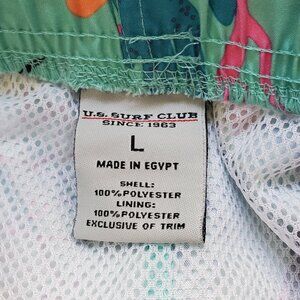 U.S. SURF CLUB
SINCE 1963
L
MADE IN EGYPT
SHELL:
100%POLYESTER
LINING:
100%POLYESTER
EXCLUSIVE OF TRIM